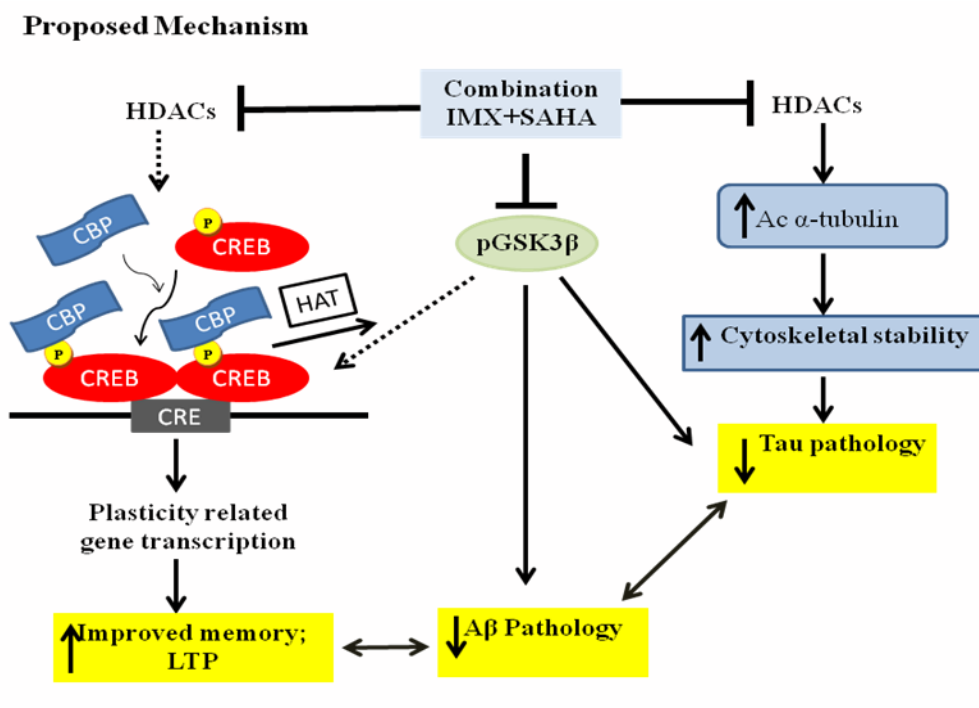 Proposed Mechanism
Combination
IMX+SAHA
HDACs
HDACs
CBP
P
CREB
Ac α-tubulin
pGSK3β
HAT
CBP
CBP
P
P
CREB
CREB
CRE
Cytoskeletal stability
Tau pathology
Plasticity related
gene transcription
Improved memory;
LTP
Aβ Pathology